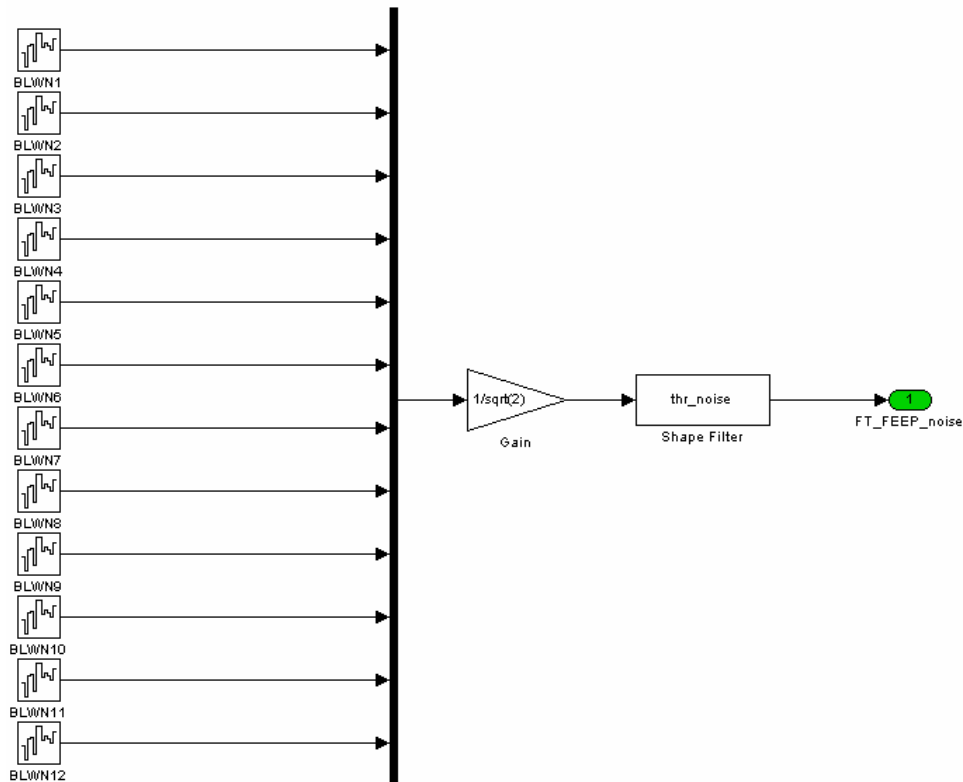 BLWN1
BLWN2
BLWN3
BLWN4
BLWN5
BLWN6
BLWN7
BLWN8
BLWN9
BLWN10
BLWN11
BLWN12
1/sqrt(2)
Gain
thr_noise
Shape Filter
1
FT_FEEP_noise